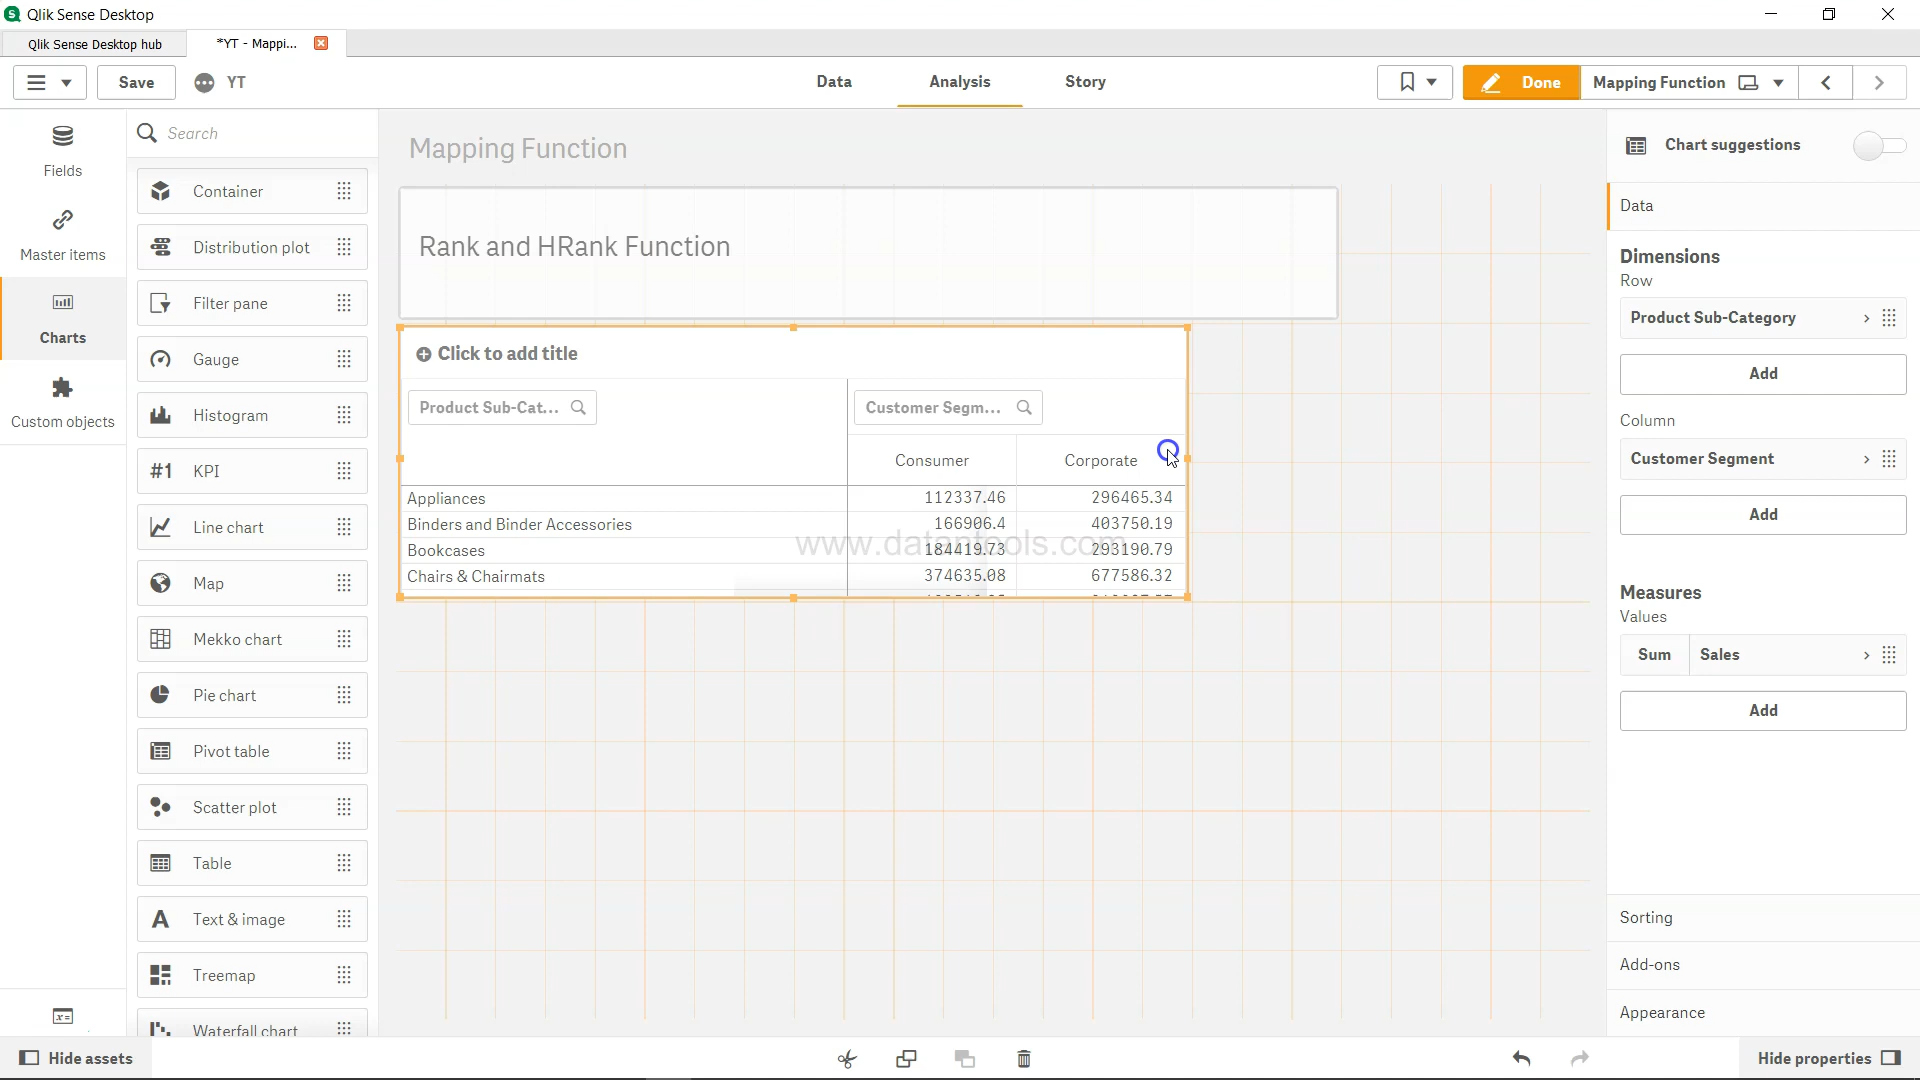 Qlik Sense Desktop
Qlik Sense Desktop hub
*YT - Mappi...
Save
YT
Data
Analysis
Story
Done
Mapping Function
Fields
Master items
Charts
Custom objects
Search
Container
Distribution plot
Filter pane
Gauge
Histogram
#1 KPI
Line chart
Map
Mekko chart
Pie chart
Pivot table
Scatter plot
Table
A Text & image
Treemap
Waterfall chart
Mapping Function
Rank and HRank Function
Click to add title
Product Sub-Cat...
Customer Segm...
Consumer Corporate
Appliances 112337.46 296465.34
Binders and Binder Accessories 166906.4 403750.19
Bookcases 184419.73 293190.79
Chairs & Chairmats 374635.08 677586.32
www.datantools.com
Chart suggestions
Data
Dimensions
Row
Product Sub-Category
Add
Column
Customer Segment
Add
Measures
Values
Sum Sales
Add
Sorting
Add-ons
Appearance
Hide assets
Hide properties